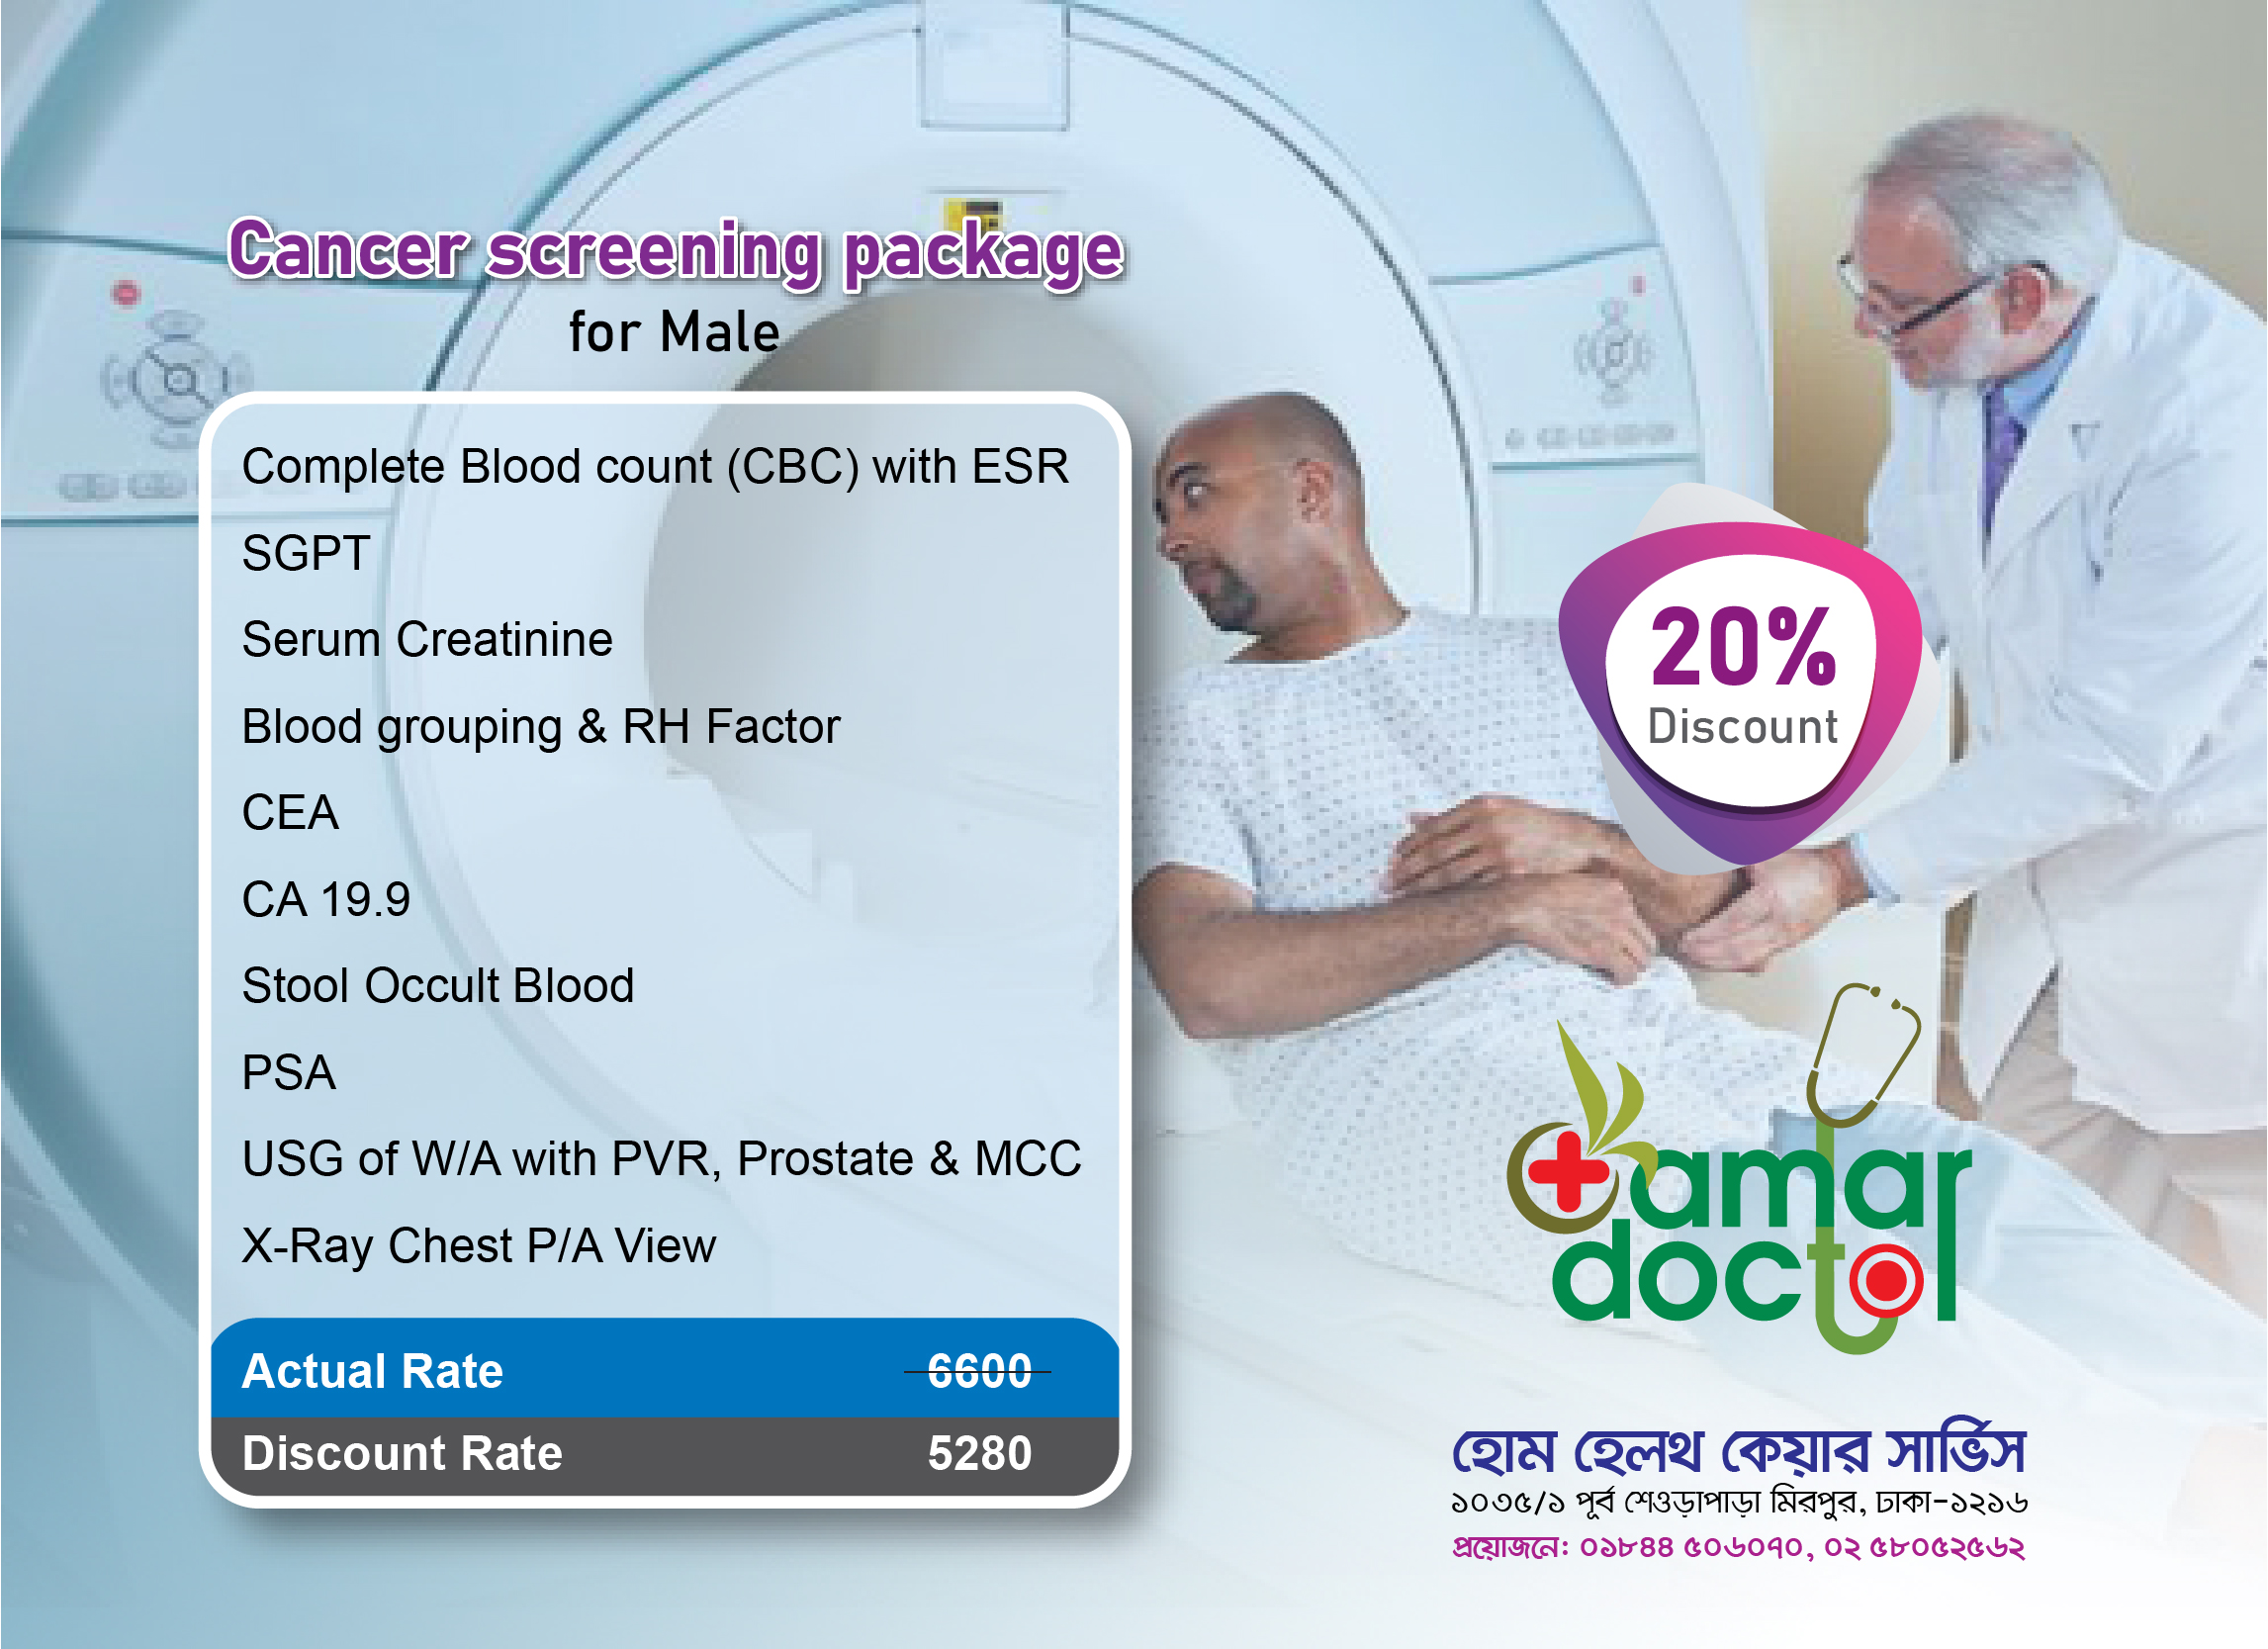 Cancer screening package
for Male
Complete Blood count (CBC) with ESR
SGPT
Serum Creatinine
Blood grouping & RH Factor
CEA
CA 19.9
Stool Occult Blood
PSA
USG of W/A with PVR, Prostate & MCC
X-Ray Chest P/A View
Actual Rate 6600
Discount Rate 5280
20%
Discount
amar
doctor
হোম হেলথ কেয়ার সার্ভিস
১০৩৫/১ পূর্ব শেওড়াপাড়া মিরপুর, ঢাকা-১২১৬
প্রয়োজনে: ০১৮৪৪ ৫০৬০৭০, ০২ ৫৮০৫২৫৬২